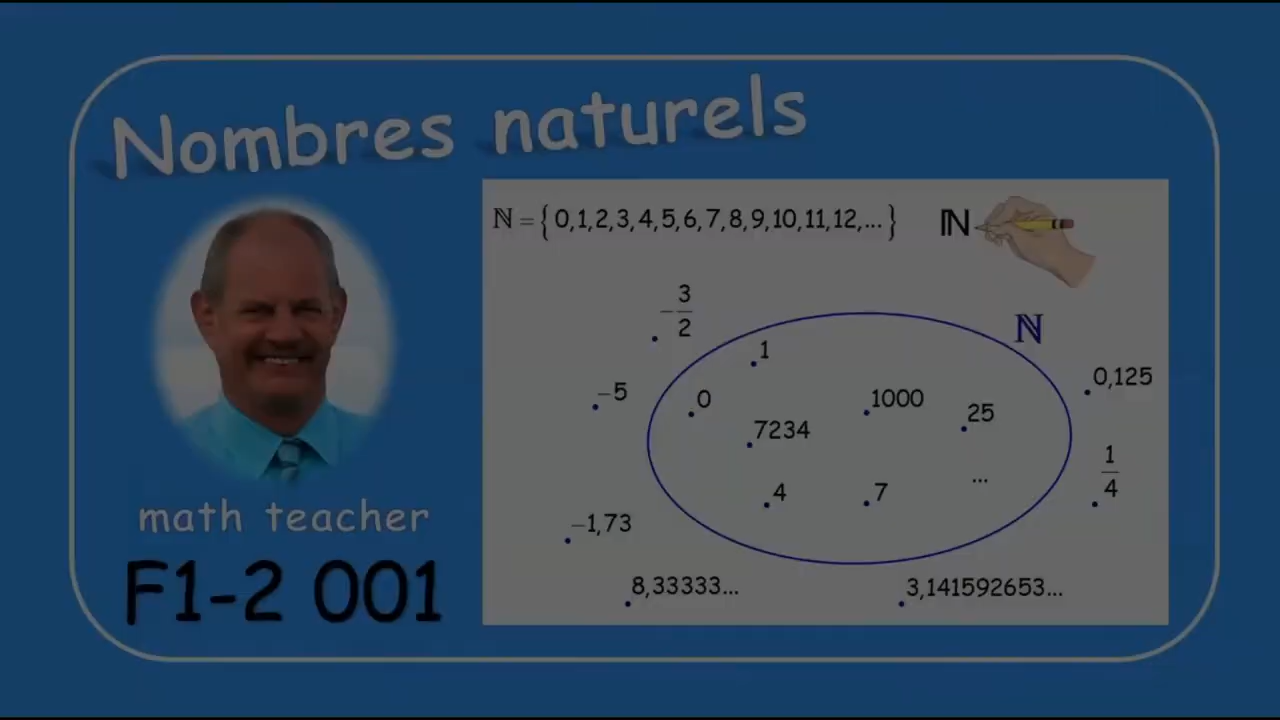 Nombres naturels
ℕ = { 0,1,2,3,4,5,6,7,8,9,10,11,12,... }
ℕ
-3/2
ℕ
1
0,125
-5
0
1000
25
7234
1/4
...
4
7
-1,73
math teacher
8,33333...
3,141592653...
F1-2 001